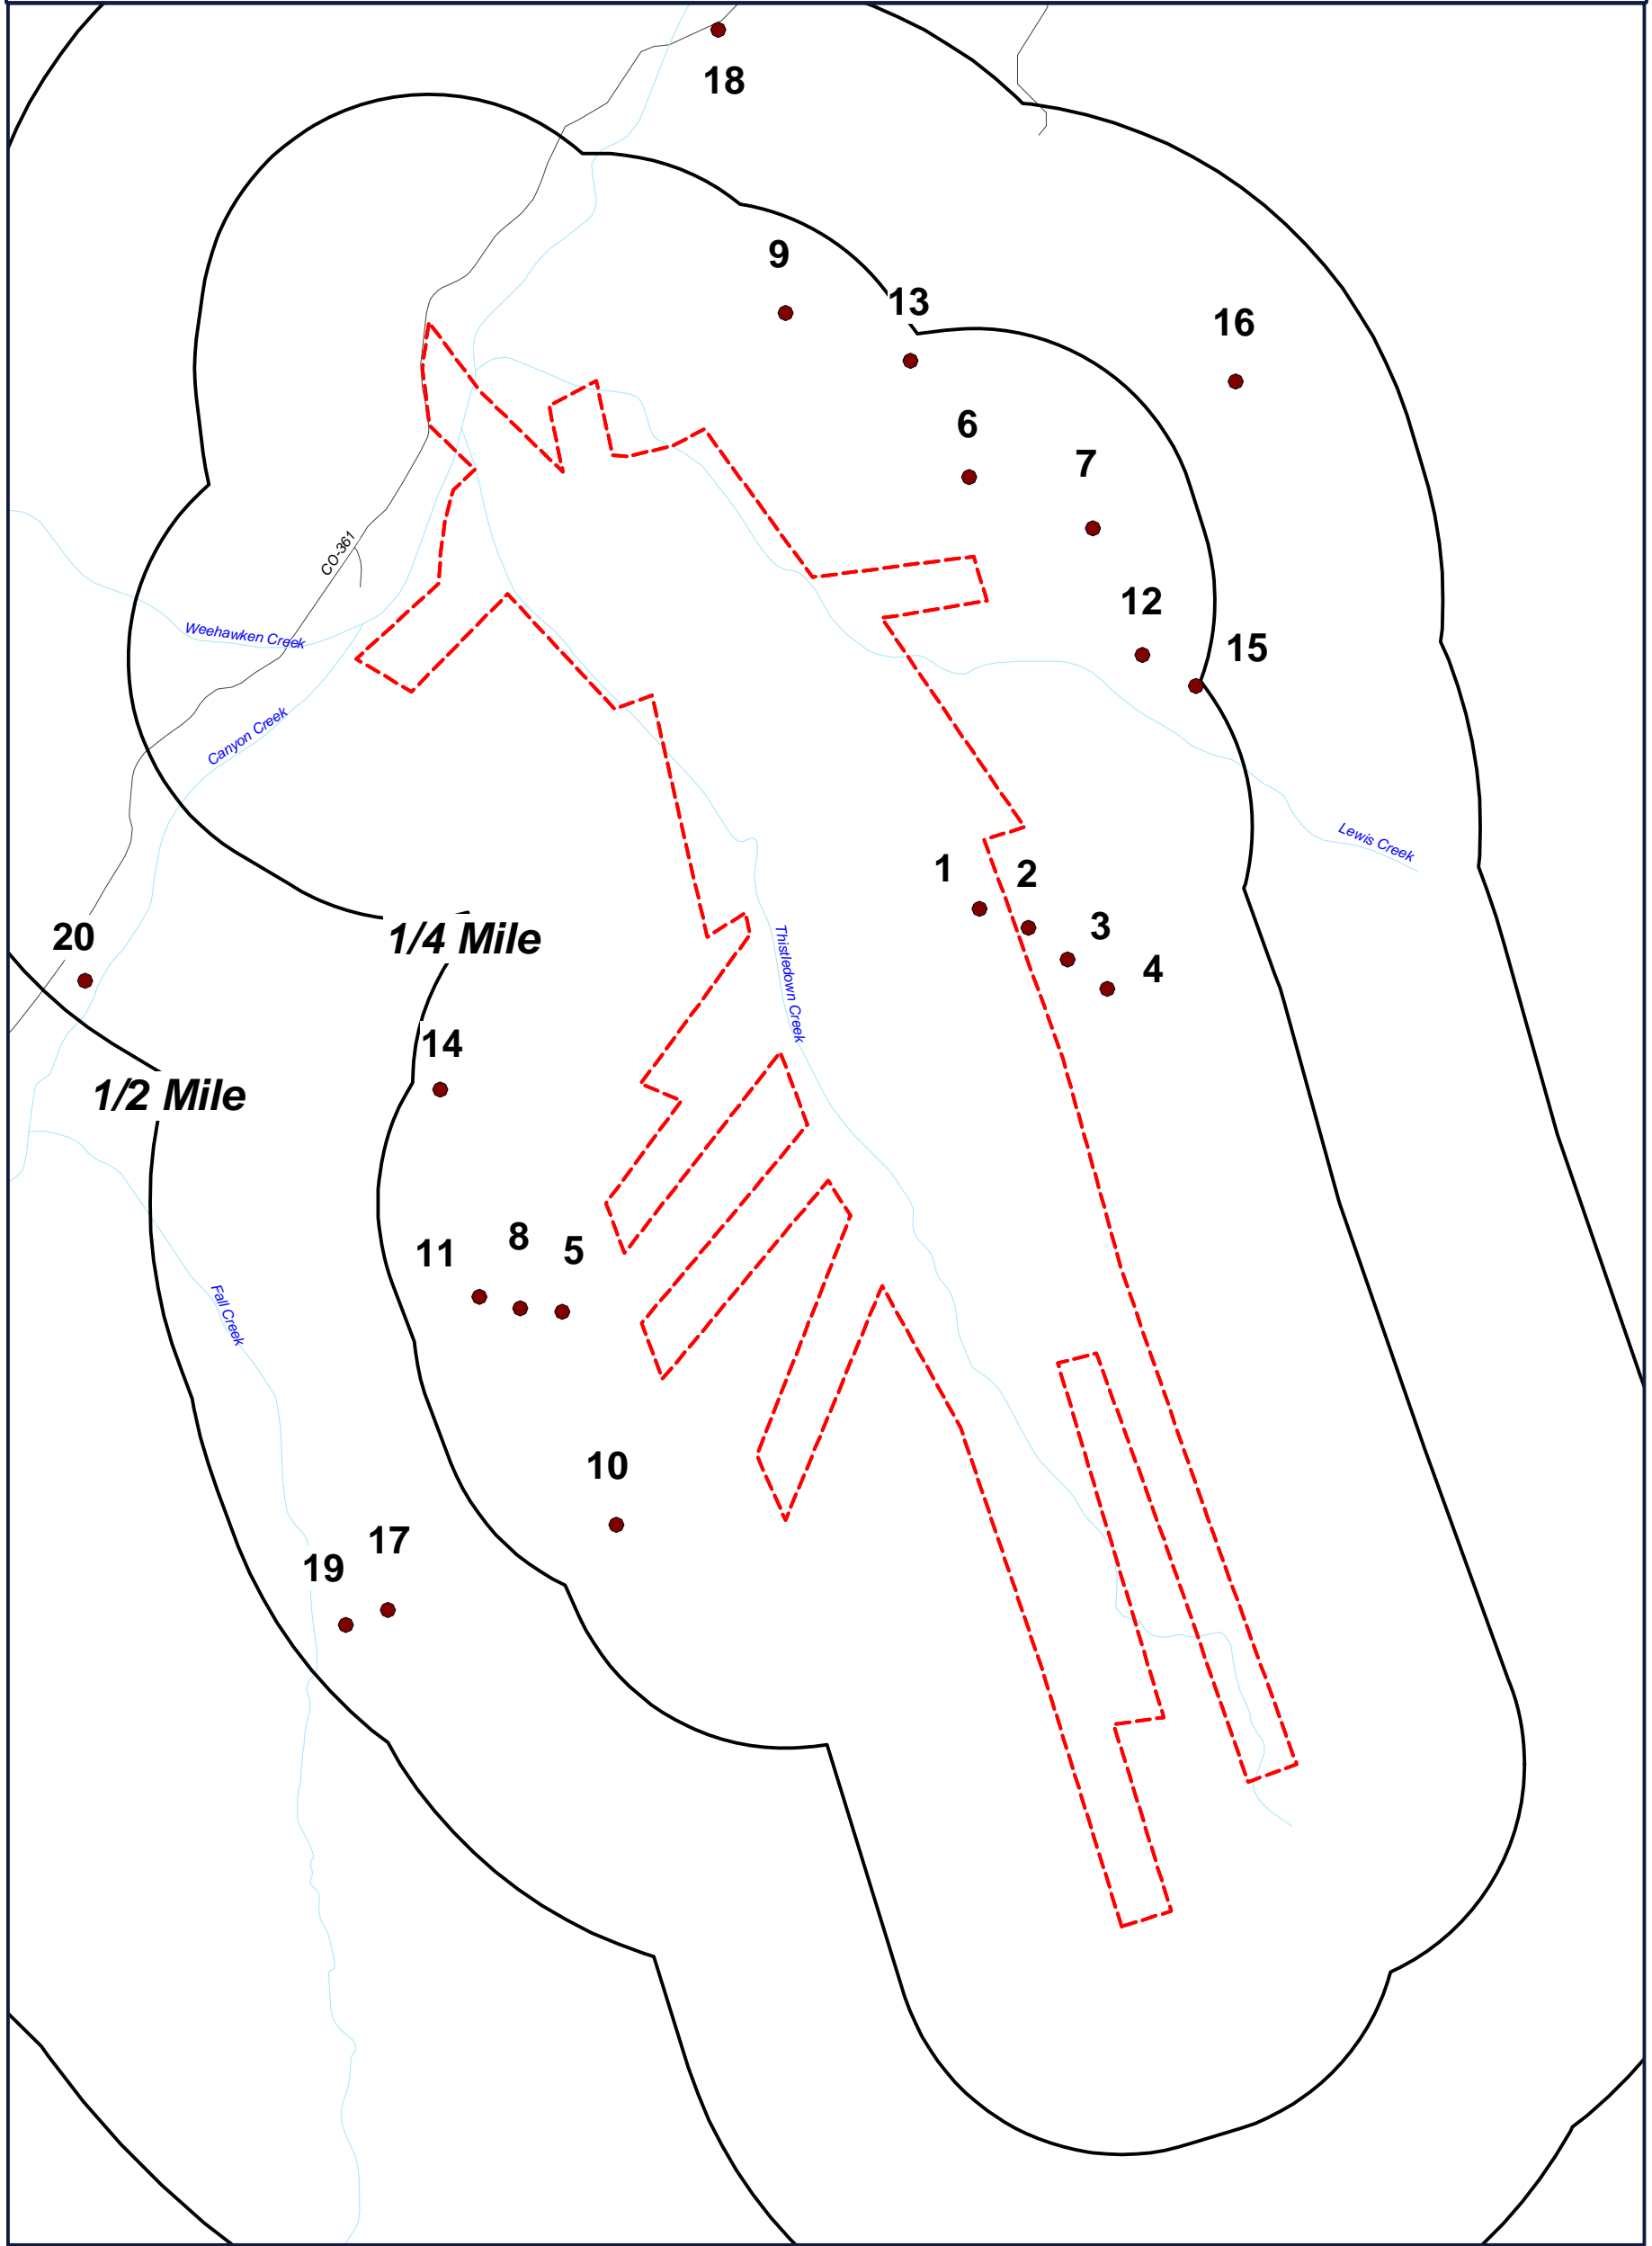 18
9
13
16
6
7
CO-361
12
15
Weehawken Creek
Canyon Creek
Lewis Creek
1
2
3
20
1/4 Mile
4
Thistledown Creek
14
1/2 Mile
8
5
11
Fall Creek
10
17
19